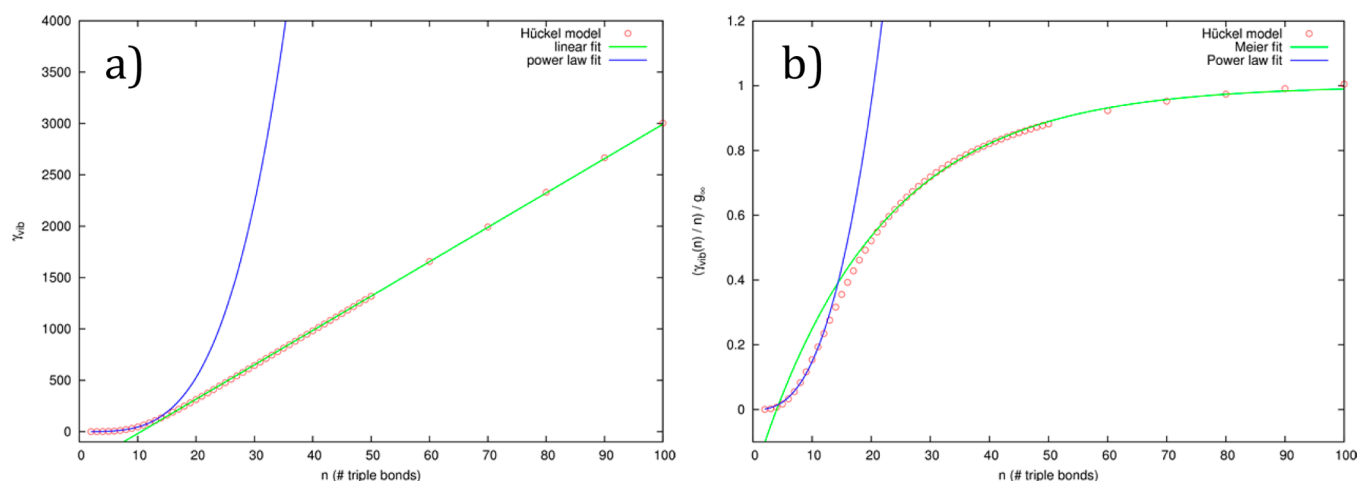 a)
Hückel model
linear fit
power law fit
4000
3500
3000
2500
2000
1500
1000
500
0
γvib
0 10 20 30 40 50 60 70 80 90 100
n (# triple bonds)
b)
Hückel model
Meier fit
Power law fit
1.2
1
0.8
0.6
0.4
0.2
0
(γvib(n) / n) / g∞
0 10 20 30 40 50 60 70 80 90 100
n (# triple bonds)